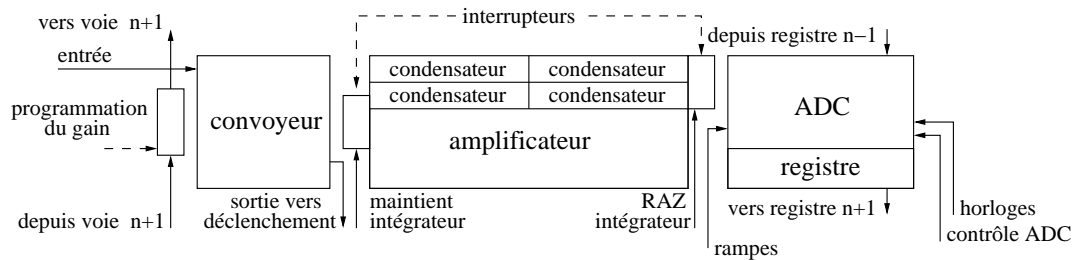 vers voie n+1
interrupteurs
depuis registre n−1
entrée
condensateur condensateur
condensateur condensateur
programmation
du gain
convoyeur
amplificateur
ADC
registre
sortie vers
déclenchement
maintient
intégrateur
RAZ
intégrateur
depuis voie n+1
vers registre n+1
horloges
contrôle ADC
rampes